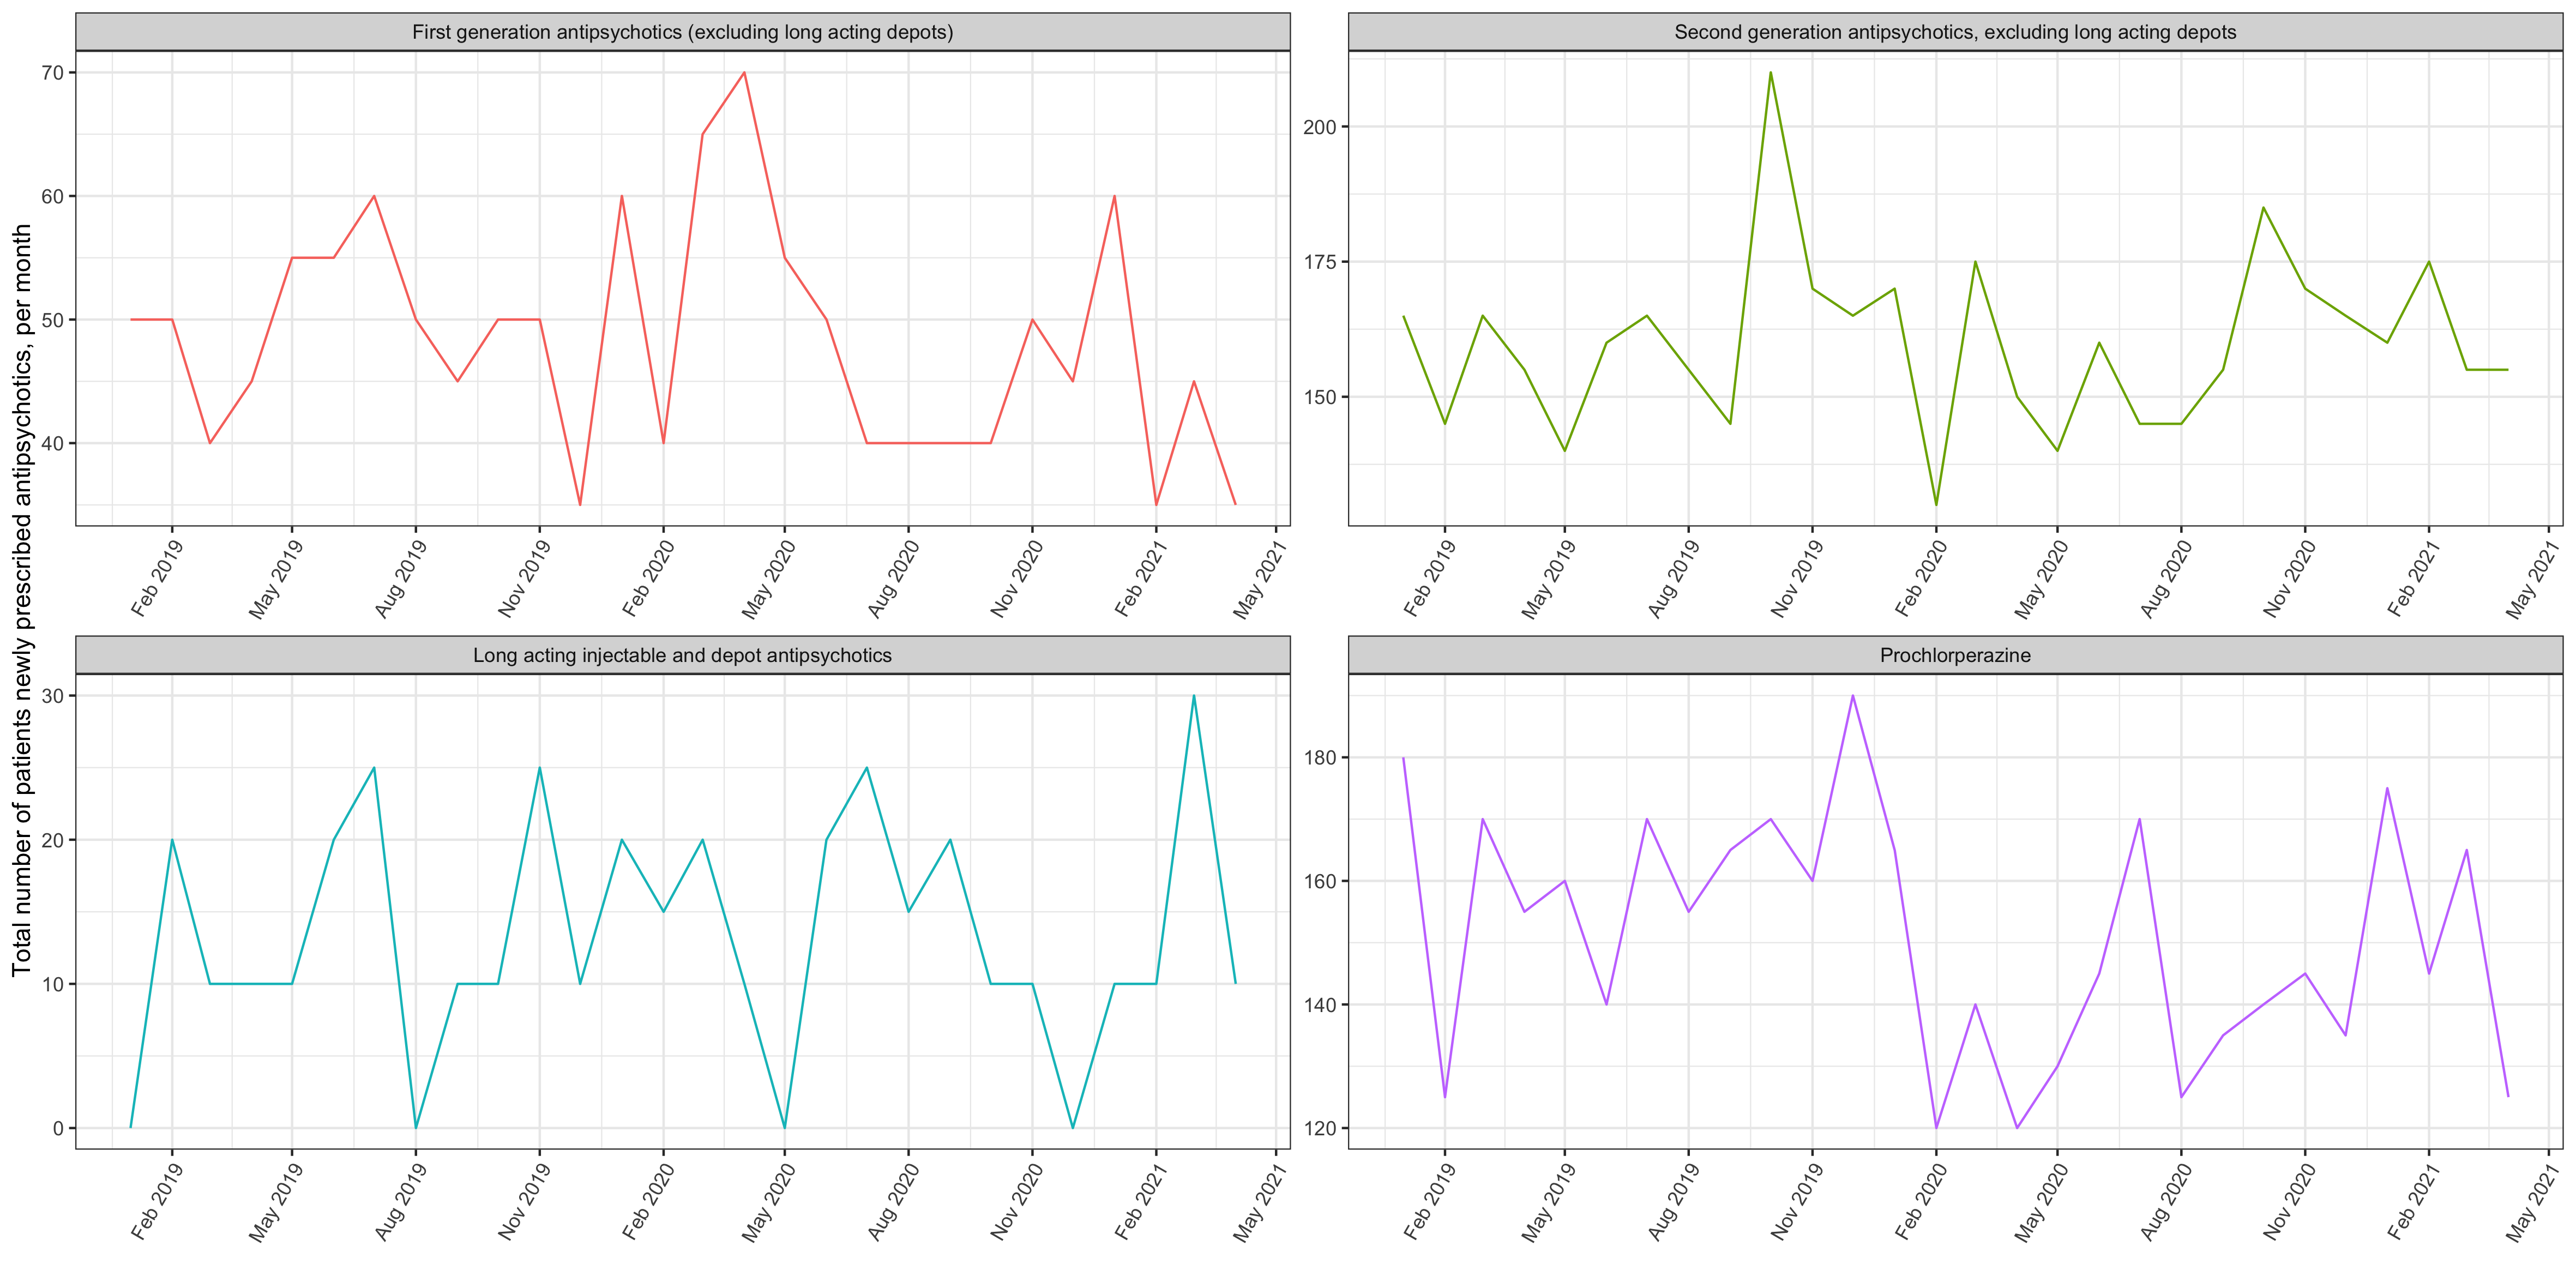 Total number of patients newly prescribed antipsychotics, per month
First generation antipsychotics (excluding long acting depots)
70
60
50
40
Feb 2019 May 2019 Aug 2019 Nov 2019 Feb 2020 May 2020 Aug 2020 Nov 2020 Feb 2021 May 2021
Second generation antipsychotics, excluding long acting depots
200
175
150
Feb 2019 May 2019 Aug 2019 Nov 2019 Feb 2020 May 2020 Aug 2020 Nov 2020 Feb 2021 May 2021
Long acting injectable and depot antipsychotics
30
20
10
0
Feb 2019 May 2019 Aug 2019 Nov 2019 Feb 2020 May 2020 Aug 2020 Nov 2020 Feb 2021 May 2021
Prochlorperazine
180
160
140
120
Feb 2019 May 2019 Aug 2019 Nov 2019 Feb 2020 May 2020 Aug 2020 Nov 2020 Feb 2021 May 2021